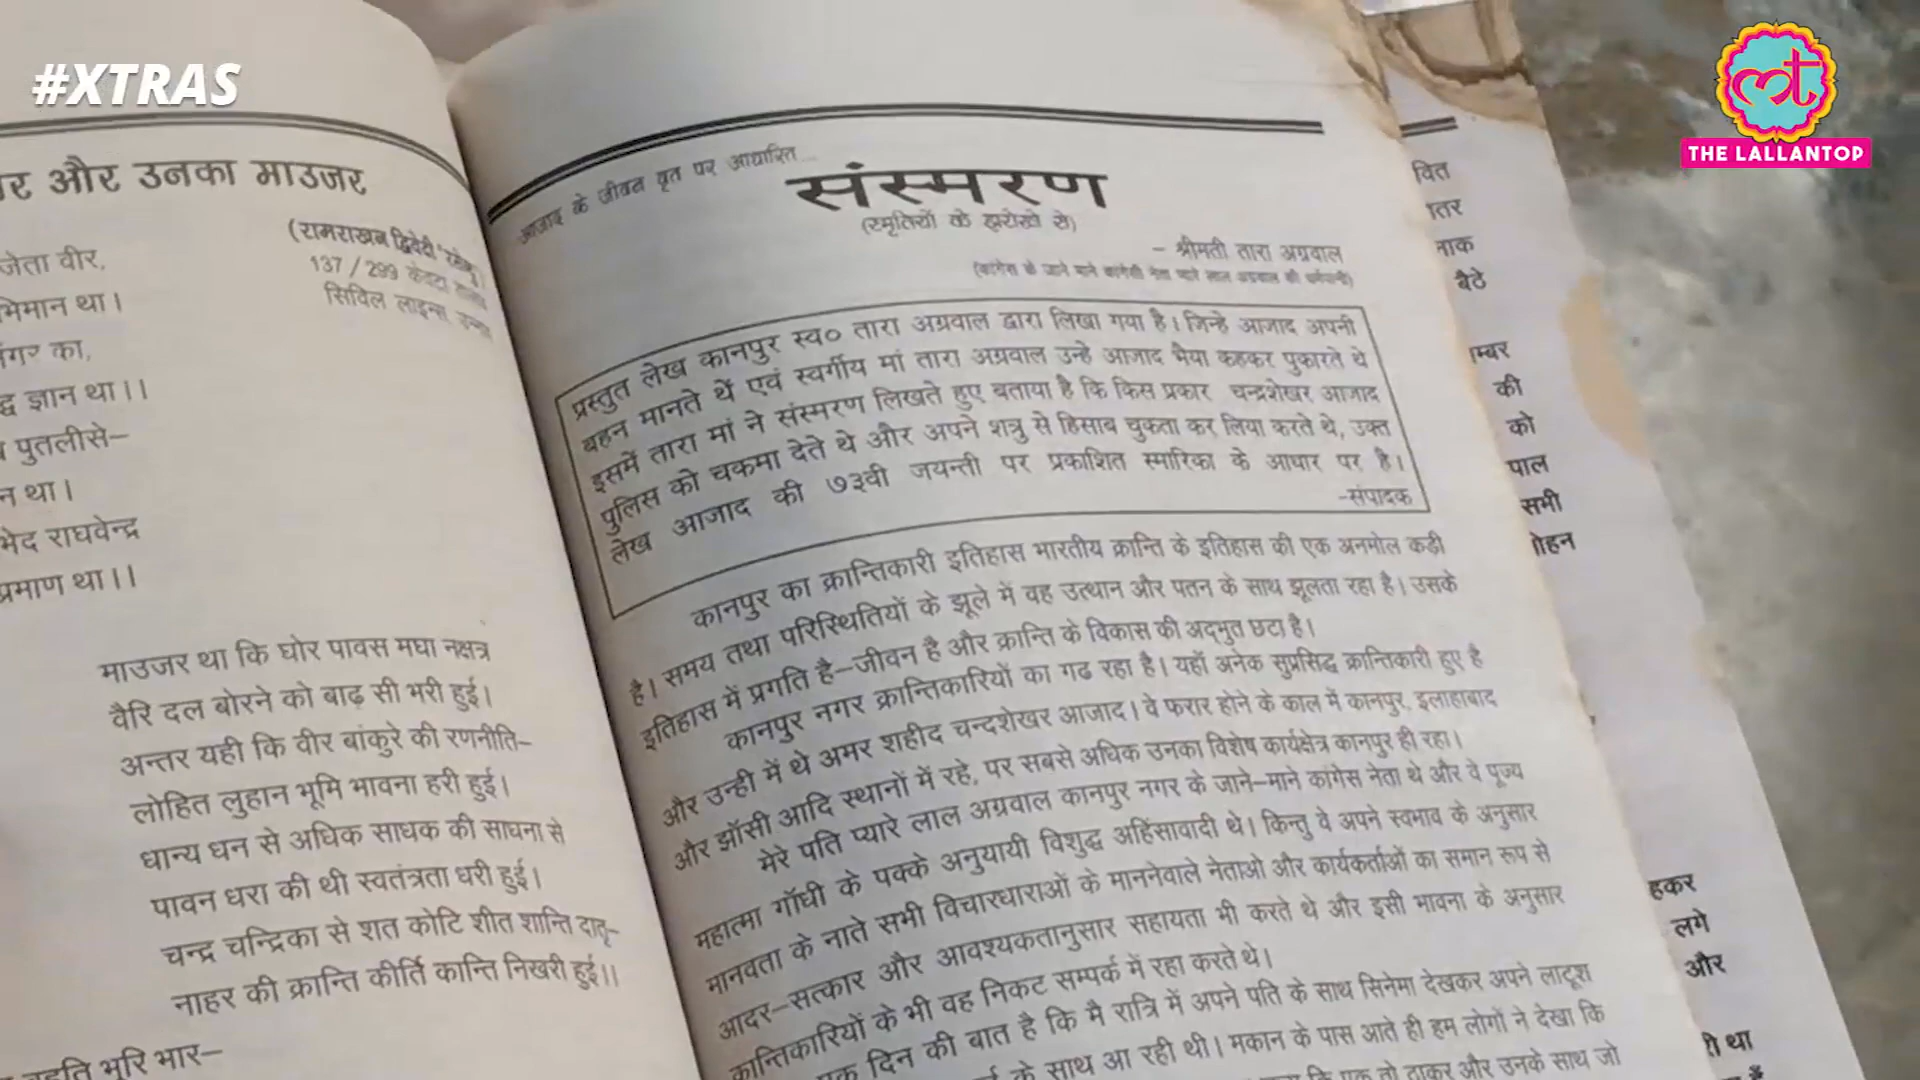 #XTRAS
THE LALLANTOP
और उनका माउजर
(रामराखन द्विवेदी
137 / 299
सिविल लाइन्स
जेता वीर,
था।
का,
ज्ञान था।।
पुतलीसे–
था।
राघवेन्द्र
था।।
माउजर था कि घोर पावस मघा नक्षत्र
वैरि दल बोरने को बाढ़ सी भरी हुई।
अन्तर यही कि वीर बांकुरे की रणनीति–
लोहित लुहान भूमि भावना हरी हुई।
धान्य धन से अधिक साधक की साधना से
पावन धरा की थी स्वतंत्रता धरी हुई।
चन्द्र चन्द्रिका से शत कोटि शीत शान्ति दातृ–
नाहर की क्रान्ति कीर्ति कान्ति निखरी हुई।।
भूरि भार–
आजाद के जीवन वृत पर आधारित...
संस्मरण
(स्मृतियों के झरोखे से)
– श्रीमती तारा अग्रवाल
प्रस्तुत लेख कानपुर स्व० तारा अग्रवाल द्वारा लिखा गया है। जिन्हे आजाद अपनी
बहन मानते थें एवं स्वर्गीय मां तारा अग्रवाल उन्हे आजाद भैया कहकर पुकारते थे
इसमें तारा मां ने संस्मरण लिखते हुए बताया है कि किस प्रकार चन्द्रशेखर आजाद
पुलिस को चकमा देते थे और अपने शत्रु से हिसाब चुकता कर लिया करते थे, उक्त
लेख आजाद की ७३वी जयन्ती पर प्रकाशित स्मारिका के आधार पर है।
-संपादक
कानपुर का क्रान्तिकारी इतिहास भारतीय क्रान्ति के इतिहास की एक अनमोल कड़ी
है। समय तथा परिस्थितियों के झूले में वह उत्थान और पतन के साथ झूलता रहा है। उसके
इतिहास में प्रगति है–जीवन है और क्रान्ति के विकास की अद्भुत छटा है।
कानपुर नगर क्रान्तिकारियों का गढ रहा है। यहॉ अनेक सुप्रसिद्ध क्रान्तिकारी हुए है
और उन्ही में थे अमर शहीद चन्दशेखर आजाद। वे फरार होने के काल में कानपुर, इलाहाबाद
और झॉसी आदि स्थानों में रहे, पर सबसे अधिक उनका विशेष कार्यक्षेत्र कानपुर ही रहा।
मेरे पति प्यारे लाल अग्रवाल कानपुर नगर के जाने–माने कांगेस नेता थे और वे पूज्य
महात्मा गॉधी के पक्के अनुयायी विशुद्ध अहिंसावादी थे। किन्तु वे अपने स्वभाव के अनुसार
मानवता के नाते सभी विचारधाराओं के माननेवाले नेताओ और कार्यकर्ताओं का समान रूप से
आदर–सत्कार और आवश्यकतानुसार सहायता भी करते थे और इसी भावना के अनुसार
क्रान्तिकारियों के भी वह निकट सम्पर्क में रहा करते थे।
एक दिन की बात है कि मै रात्रि में अपने पति के साथ सिनेमा देखकर अपने लाटूश
के साथ आ रही थी। मकान के पास आते ही हम लोगों ने देखा कि
कि एक तो ठाकुर और उनके साथ जो
बैठे
की
को
पाल
सभी
लगे
और
था